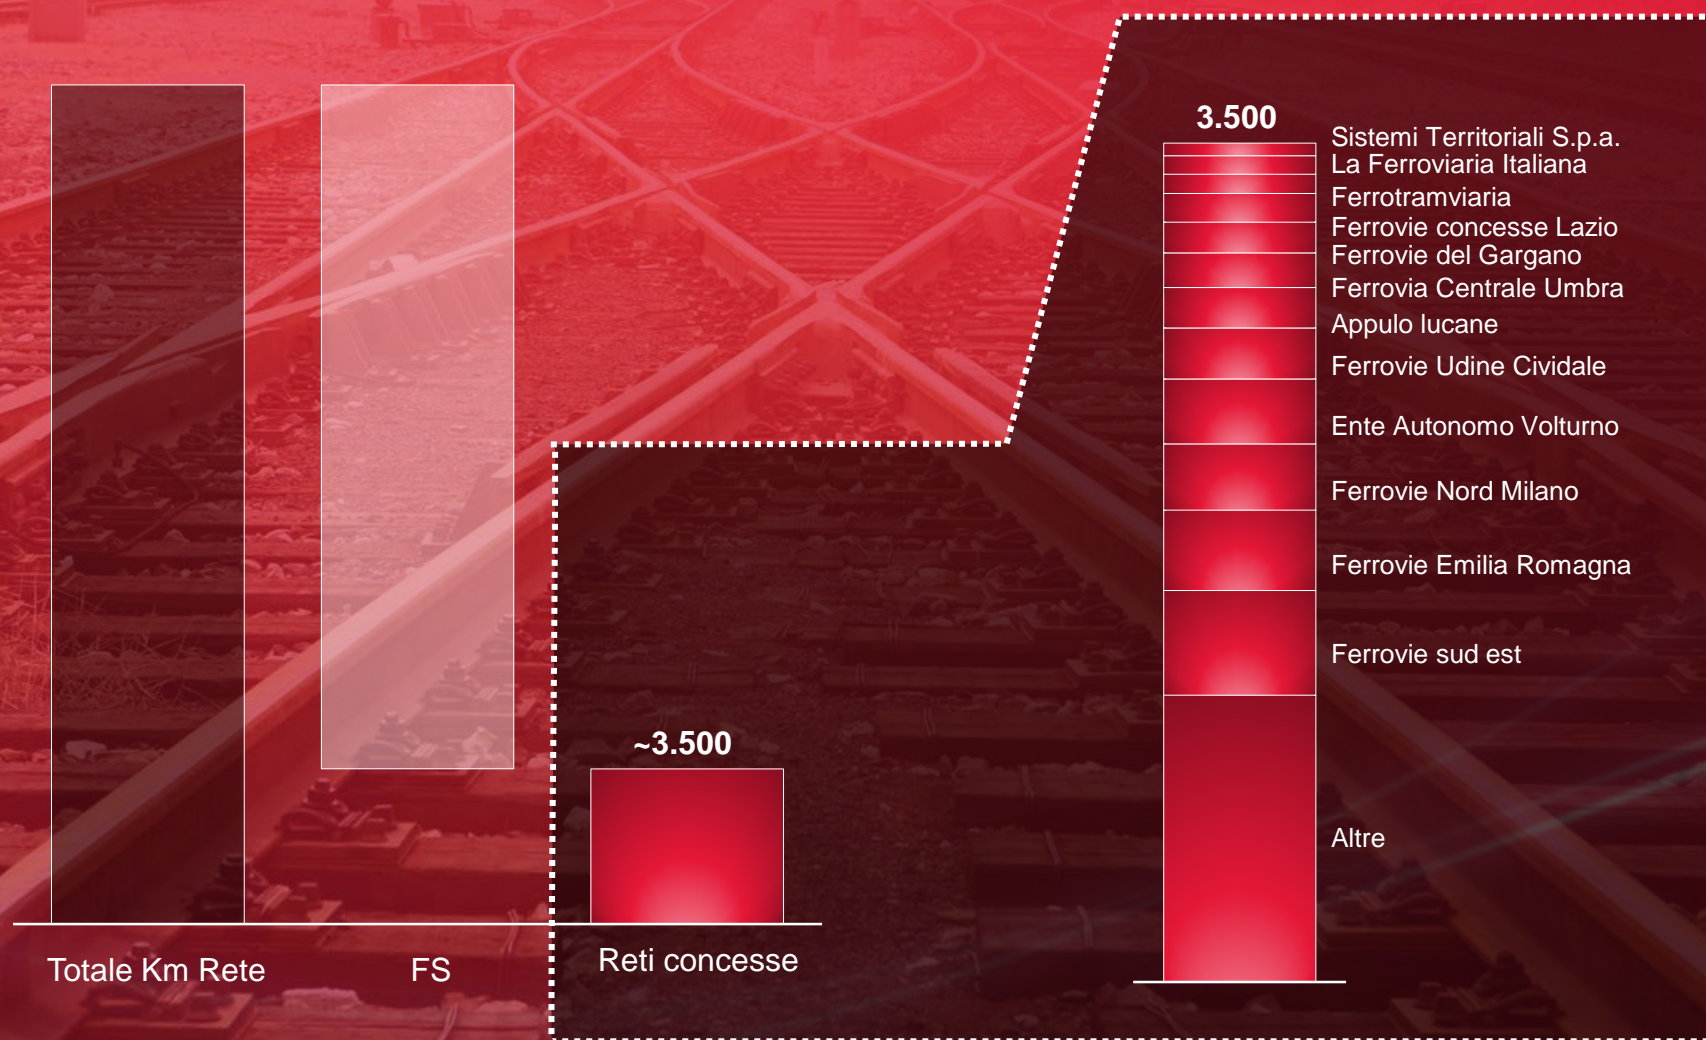 3.500
Sistemi Territoriali S.p.a.
La Ferroviaria Italiana
Ferrotramviaria
Ferrovie concesse Lazio
Ferrovie del Gargano
Ferrovia Centrale Umbra
Appulo lucane
Ferrovie Udine Cividale
Ente Autonomo Volturno
Ferrovie Nord Milano
Ferrovie Emilia Romagna
Ferrovie sud est
Altre
~3.500
Totale Km Rete
FS
Reti concesse